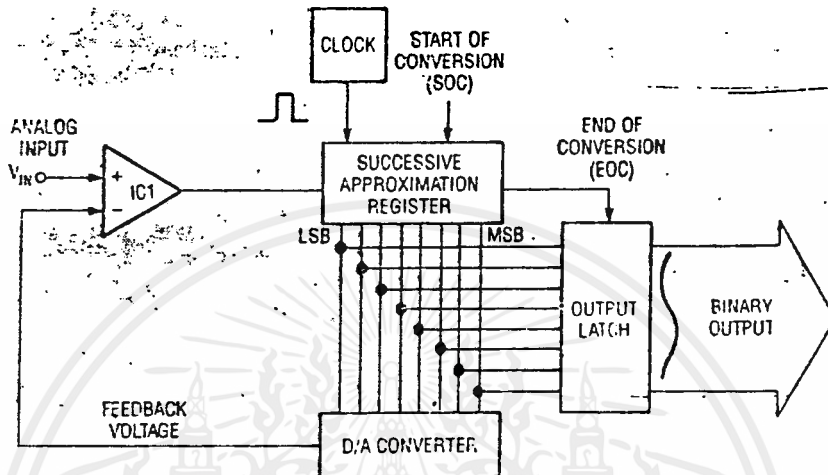 CLOCK
START OF
CONVERSION
(SOC)
ANALOG
INPUT
VIN
+
−
IC1
SUCCESSIVE
APPROXIMATION
REGISTER
END OF
CONVERSION
(EOC)
LSB
MSB
OUTPUT
LATCH
BINARY
OUTPUT
FEEDBACK
VOLTAGE
D/A CONVERTER